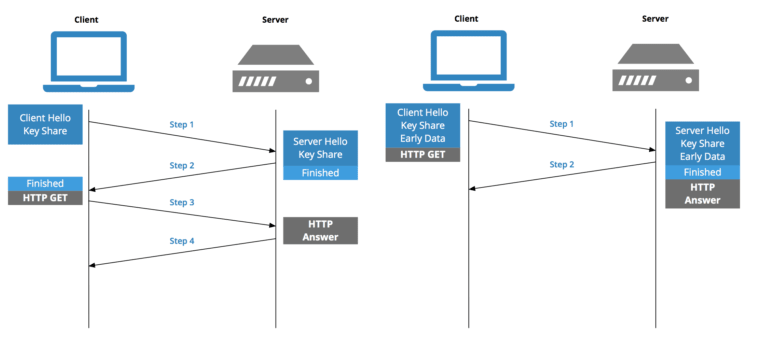 Client
Server
Client Hello
Key Share
Step 1
Server Hello
Key Share
Finished
Step 2
Finished
HTTP GET
Step 3
HTTP
Answer
Step 4
Client
Server
Client Hello
Key Share
Early Data
HTTP GET
Step 1
Server Hello
Key Share
Early Data
Finished
HTTP
Answer
Step 2